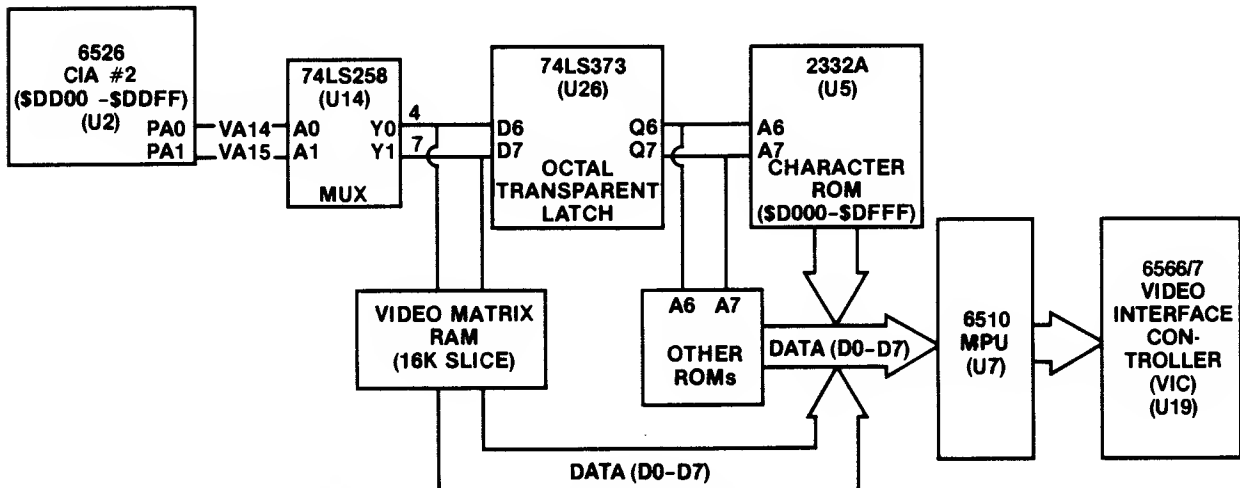 6526
CIA #2
($DD00 -$DDFF)
(U2)
PA0
PA1
VA14
VA15
74LS258
(U14)
A0
A1
Y0
Y1
MUX
4
7
74LS373
(U26)
D6
D7
Q6
Q7
OCTAL
TRANSPARENT
LATCH
2332A
(U5)
A6
A7
CHARACTER
ROM
($D000-$DFFF)
VIDEO MATRIX
RAM
(16K SLICE)
A6 A7
OTHER
ROMs
DATA (D0-D7)
6510
MPU
(U7)
6566/7
VIDEO
INTERFACE
CON-
TROLLER
(VIC)
(U19)
DATA (D0-D7)